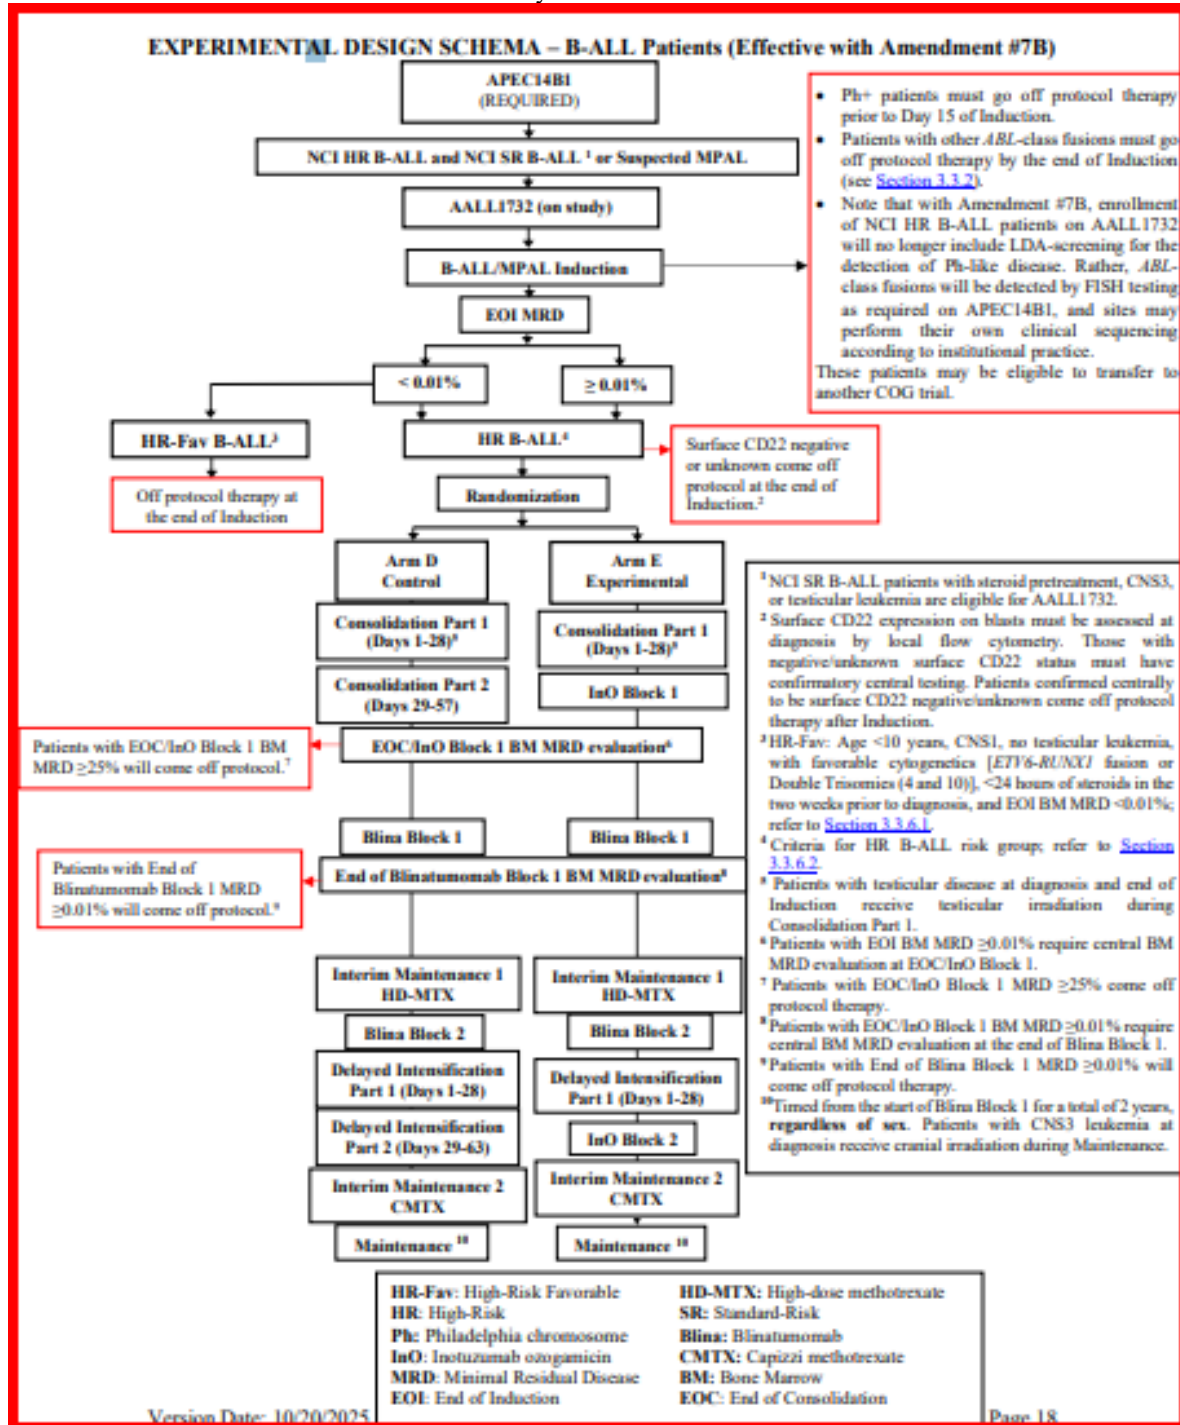 EXPERIMENTAL DESIGN SCHEMA – B-ALL Patients (Effective with Amendment #7B)
APEC14B1
(REQUIRED)
NCI HR B-ALL and NCI SR B-ALL ¹ or Suspected MPAL
AALL1732 (on study)
B-ALL/MPAL Induction
EOI MRD
< 0.01%
≥ 0.01%
HR-Fav B-ALL³
HR B-ALL⁴
Off protocol therapy at
the end of Induction
Surface CD22 negative
or unknown come off
protocol at the end of
Induction.²
Randomization
• Ph+ patients must go off protocol therapy
prior to Day 15 of Induction.
• Patients with other ABL-class fusions must go
off protocol therapy by the end of Induction
(see Section 3.3.2).
• Note that with Amendment #7B, enrollment
of NCI HR B-ALL patients on AALL1732
will no longer include LDA-screening for the
detection of Ph-like disease. Rather, ABL-
class fusions will be detected by FISH testing
as required on APEC14B1, and sites may
perform their own clinical sequencing
according to institutional practice.
These patients may be eligible to transfer to
another COG trial.
Arm D
Control
Arm E
Experimental
Consolidation Part 1
(Days 1-28)⁵
Consolidation Part 1
(Days 1-28)⁵
Consolidation Part 2
(Days 29-57)
InO Block 1
EOC/InO Block 1 BM MRD evaluation⁶
Patients with EOC/InO Block 1 BM
MRD ≥25% will come off protocol.⁷
Blina Block 1
Blina Block 1
End of Blinatumomab Block 1 BM MRD evaluation⁸
Patients with End of
Blinatumomab Block 1 MRD
≥0.01% will come off protocol.⁹
Interim Maintenance 1
HD-MTX
Interim Maintenance 1
HD-MTX
Blina Block 2
Blina Block 2
Delayed Intensification
Part 1 (Days 1-28)
Delayed Intensification
Part 1 (Days 1-28)
Delayed Intensification
Part 2 (Days 29-63)
InO Block 2
Interim Maintenance 2
CMTX
Interim Maintenance 2
CMTX
Maintenance ¹⁰
Maintenance ¹⁰
¹ NCI SR B-ALL patients with steroid pretreatment, CNS3,
or testicular leukemia are eligible for AALL1732.
² Surface CD22 expression on blasts must be assessed at
diagnosis by local flow cytometry. Those with
negative/unknown surface CD22 status must have
confirmatory central testing. Patients confirmed centrally
to be surface CD22 negative/unknown come off protocol
therapy after Induction.
³ HR-Fav: Age <10 years, CNS1, no testicular leukemia,
with favorable cytogenetics [ETV6-RUNX1 fusion or
Double Trisomies (4 and 10)], <24 hours of steroids in the
two weeks prior to diagnosis, and EOI BM MRD <0.01%;
refer to Section 3.3.6.1.
⁴ Criteria for HR B-ALL risk group; refer to Section
3.3.6.2.
⁵ Patients with testicular disease at diagnosis and end of
Induction receive testicular irradiation during
Consolidation Part 1.
⁶ Patients with EOI BM MRD ≥0.01% require central BM
MRD evaluation at EOC/InO Block 1.
⁷ Patients with EOC/InO Block 1 MRD ≥25% come off
protocol therapy.
⁸ Patients with EOC/InO Block 1 BM MRD ≥0.01% require
central BM MRD evaluation at the end of Blina Block 1.
⁹ Patients with End of Blina Block 1 MRD ≥0.01% will
come off protocol therapy.
¹⁰ Timed from the start of Blina Block 1 for a total of 2 years,
regardless of sex. Patients with CNS3 leukemia at
diagnosis receive cranial irradiation during Maintenance.
HR-Fav: High-Risk Favorable
HR: High-Risk
Ph: Philadelphia chromosome
InO: Inotuzumab ozogamicin
MRD: Minimal Residual Disease
EOI: End of Induction
HD-MTX: High-dose methotrexate
SR: Standard-Risk
Blina: Blinatumomab
CMTX: Capizzi methotrexate
BM: Bone Marrow
EOC: End of Consolidation
Version Date: 10/20/2025
Page 18